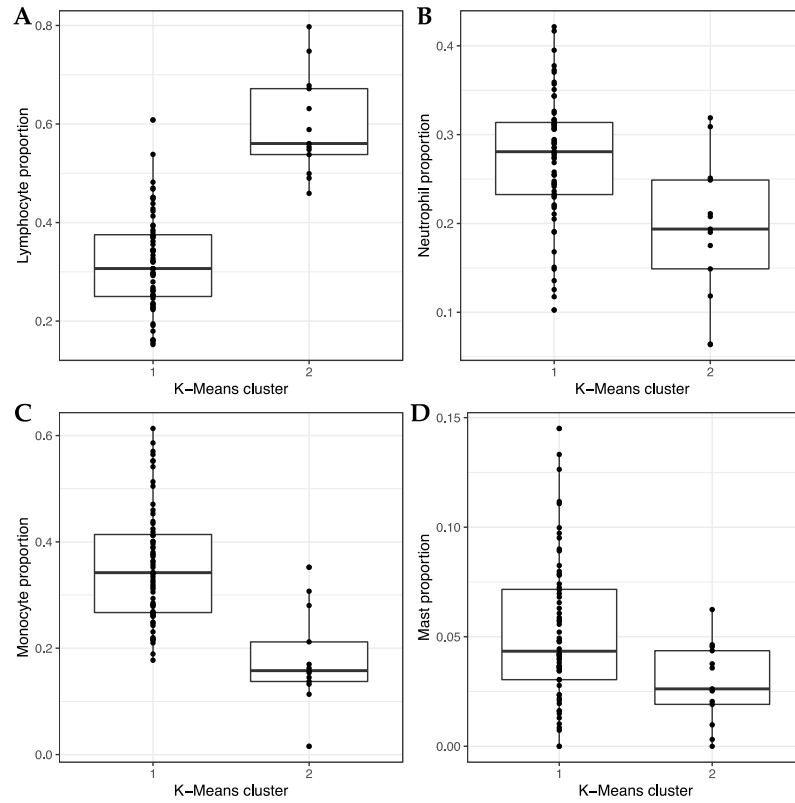 A
Lymphocyte proportion
0.8
0.6
0.4
0.2
1
2
K−Means cluster
B
Neutrophil proportion
0.4
0.3
0.2
0.1
1
2
K−Means cluster
C
Monocyte proportion
0.6
0.4
0.2
0.0
1
2
K−Means cluster
D
Mast proportion
0.15
0.10
0.05
0.00
1
2
K−Means cluster